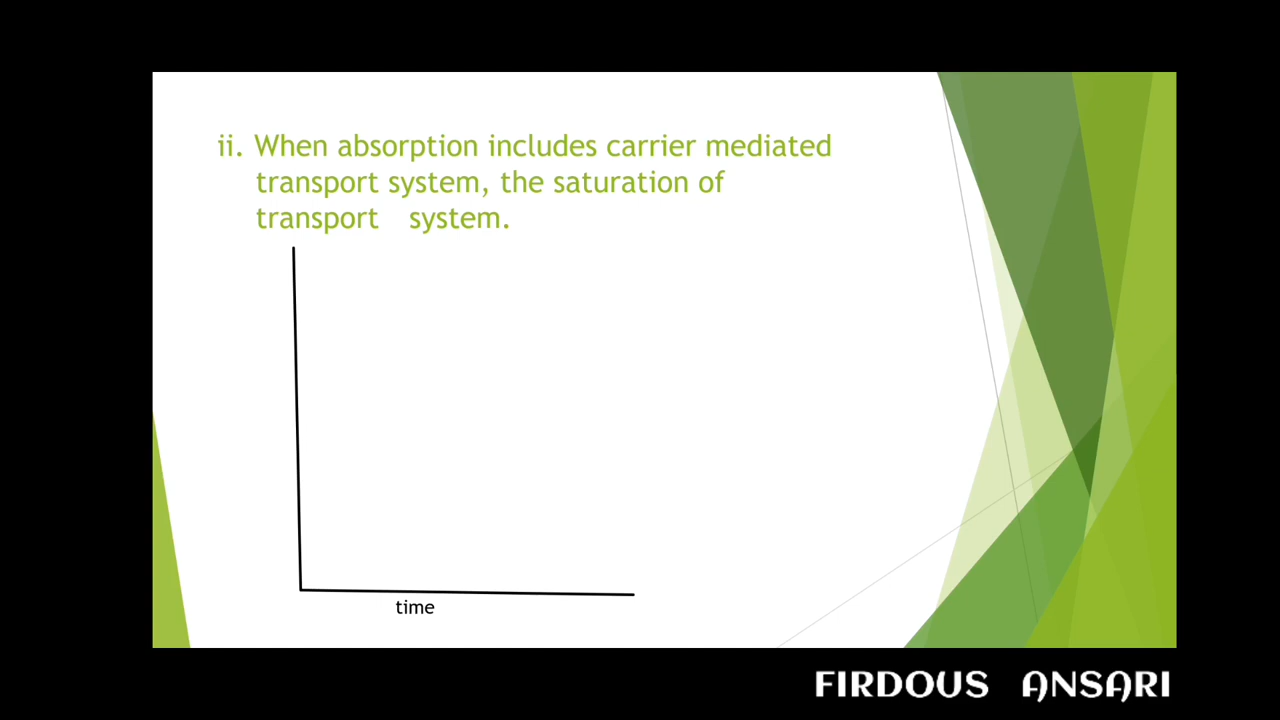 ii. When absorption includes carrier mediated
transport system, the saturation of
transport system.
time
FIRDOUS ANSARI